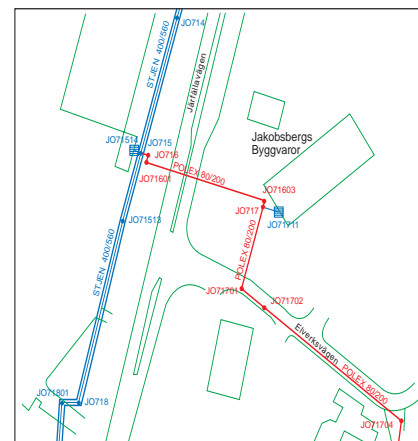 JO714
STJEN 400/560
Järfällavägen
JO71514
JO715
JO716
JO71601
POLEX 80/200
Jakobsbergs
Byggvaror
JO71603
JO717
JO71711
JO71513
POLEX 80/200
STJEN 400/560
JO71701
JO71702
Elverksvägen
POLEX 80/200
JO71801
JO718
JO71704